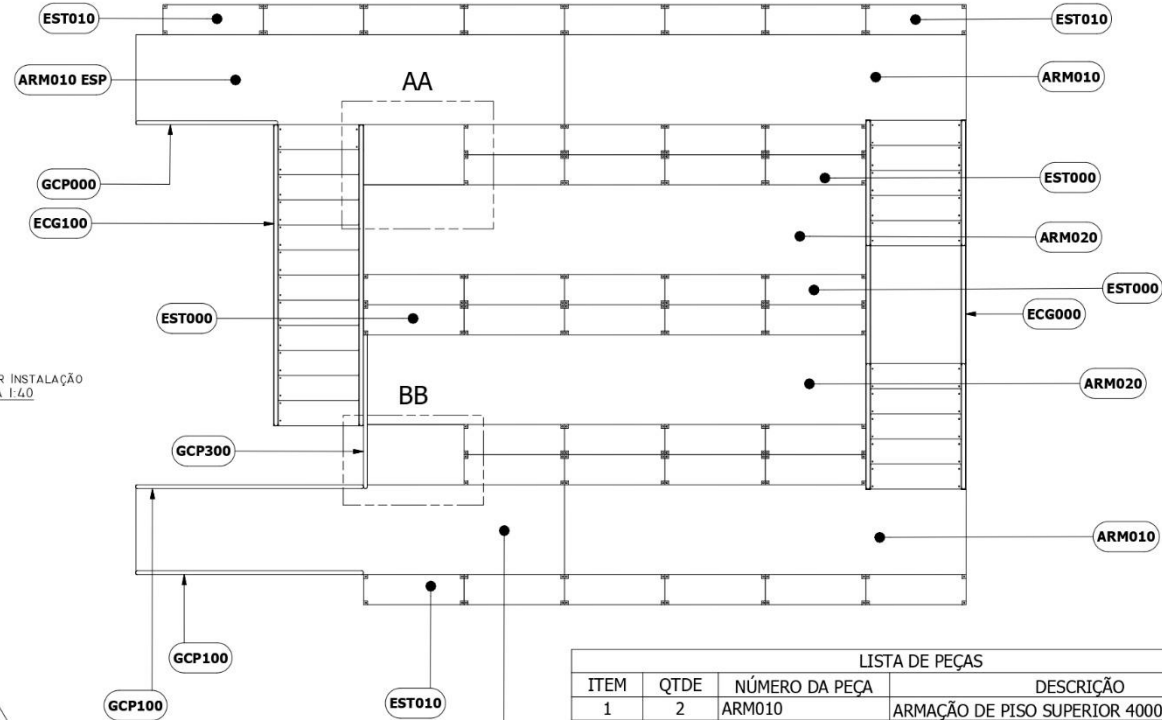 EST010
EST010
ARM010 ESP
AA
ARM010
GCP000
EST000
ECG100
ARM020
EST000
EST000
ECG000
R INSTALAÇÃO
A 1:40
BB
ARM020
GCP300
ARM010
GCP100
GCP100
EST010
LISTA DE PEÇAS
ITEM QTDE NÚMERO DA PEÇA DESCRIÇÃO
1 2 ARM010 ARMAÇÃO DE PISO SUPERIOR 4000